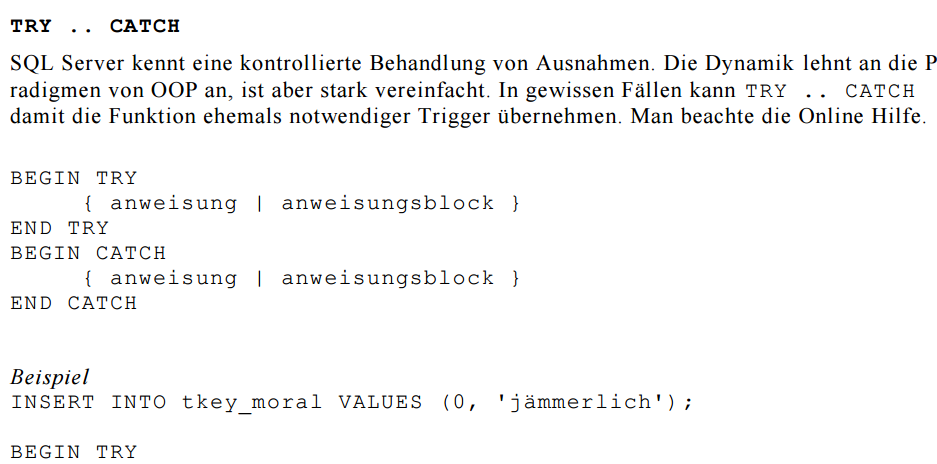 TRY .. CATCH
SQL Server kennt eine kontrollierte Behandlung von Ausnahmen. Die Dynamik lehnt an die P
radigmen von OOP an, ist aber stark vereinfacht. In gewissen Fällen kann TRY .. CATCH
damit die Funktion ehemals notwendiger Trigger übernehmen. Man beachte die Online Hilfe.
BEGIN TRY
{ anweisung | anweisungsblock }
END TRY
BEGIN CATCH
{ anweisung | anweisungsblock }
END CATCH
Beispiel
INSERT INTO tkey_moral VALUES (0, 'jämmerlich');
BEGIN TRY